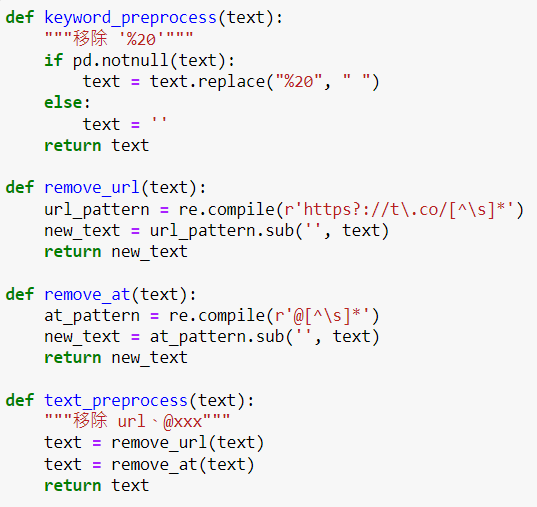 def keyword_preprocess(text):
    """移除 '%20'"""
    if pd.notnull(text):
        text = text.replace("%20", " ")
    else:
        text = ''
    return text

def remove_url(text):
    url_pattern = re.compile(r'https?://t\.co/[^\s]*')
    new_text = url_pattern.sub('', text)
    return new_text

def remove_at(text):
    at_pattern = re.compile(r'@[^\s]*')
    new_text = at_pattern.sub('', text)
    return new_text

def text_preprocess(text):
    """移除 url、@xxx"""
    text = remove_url(text)
    text = remove_at(text)
    return text